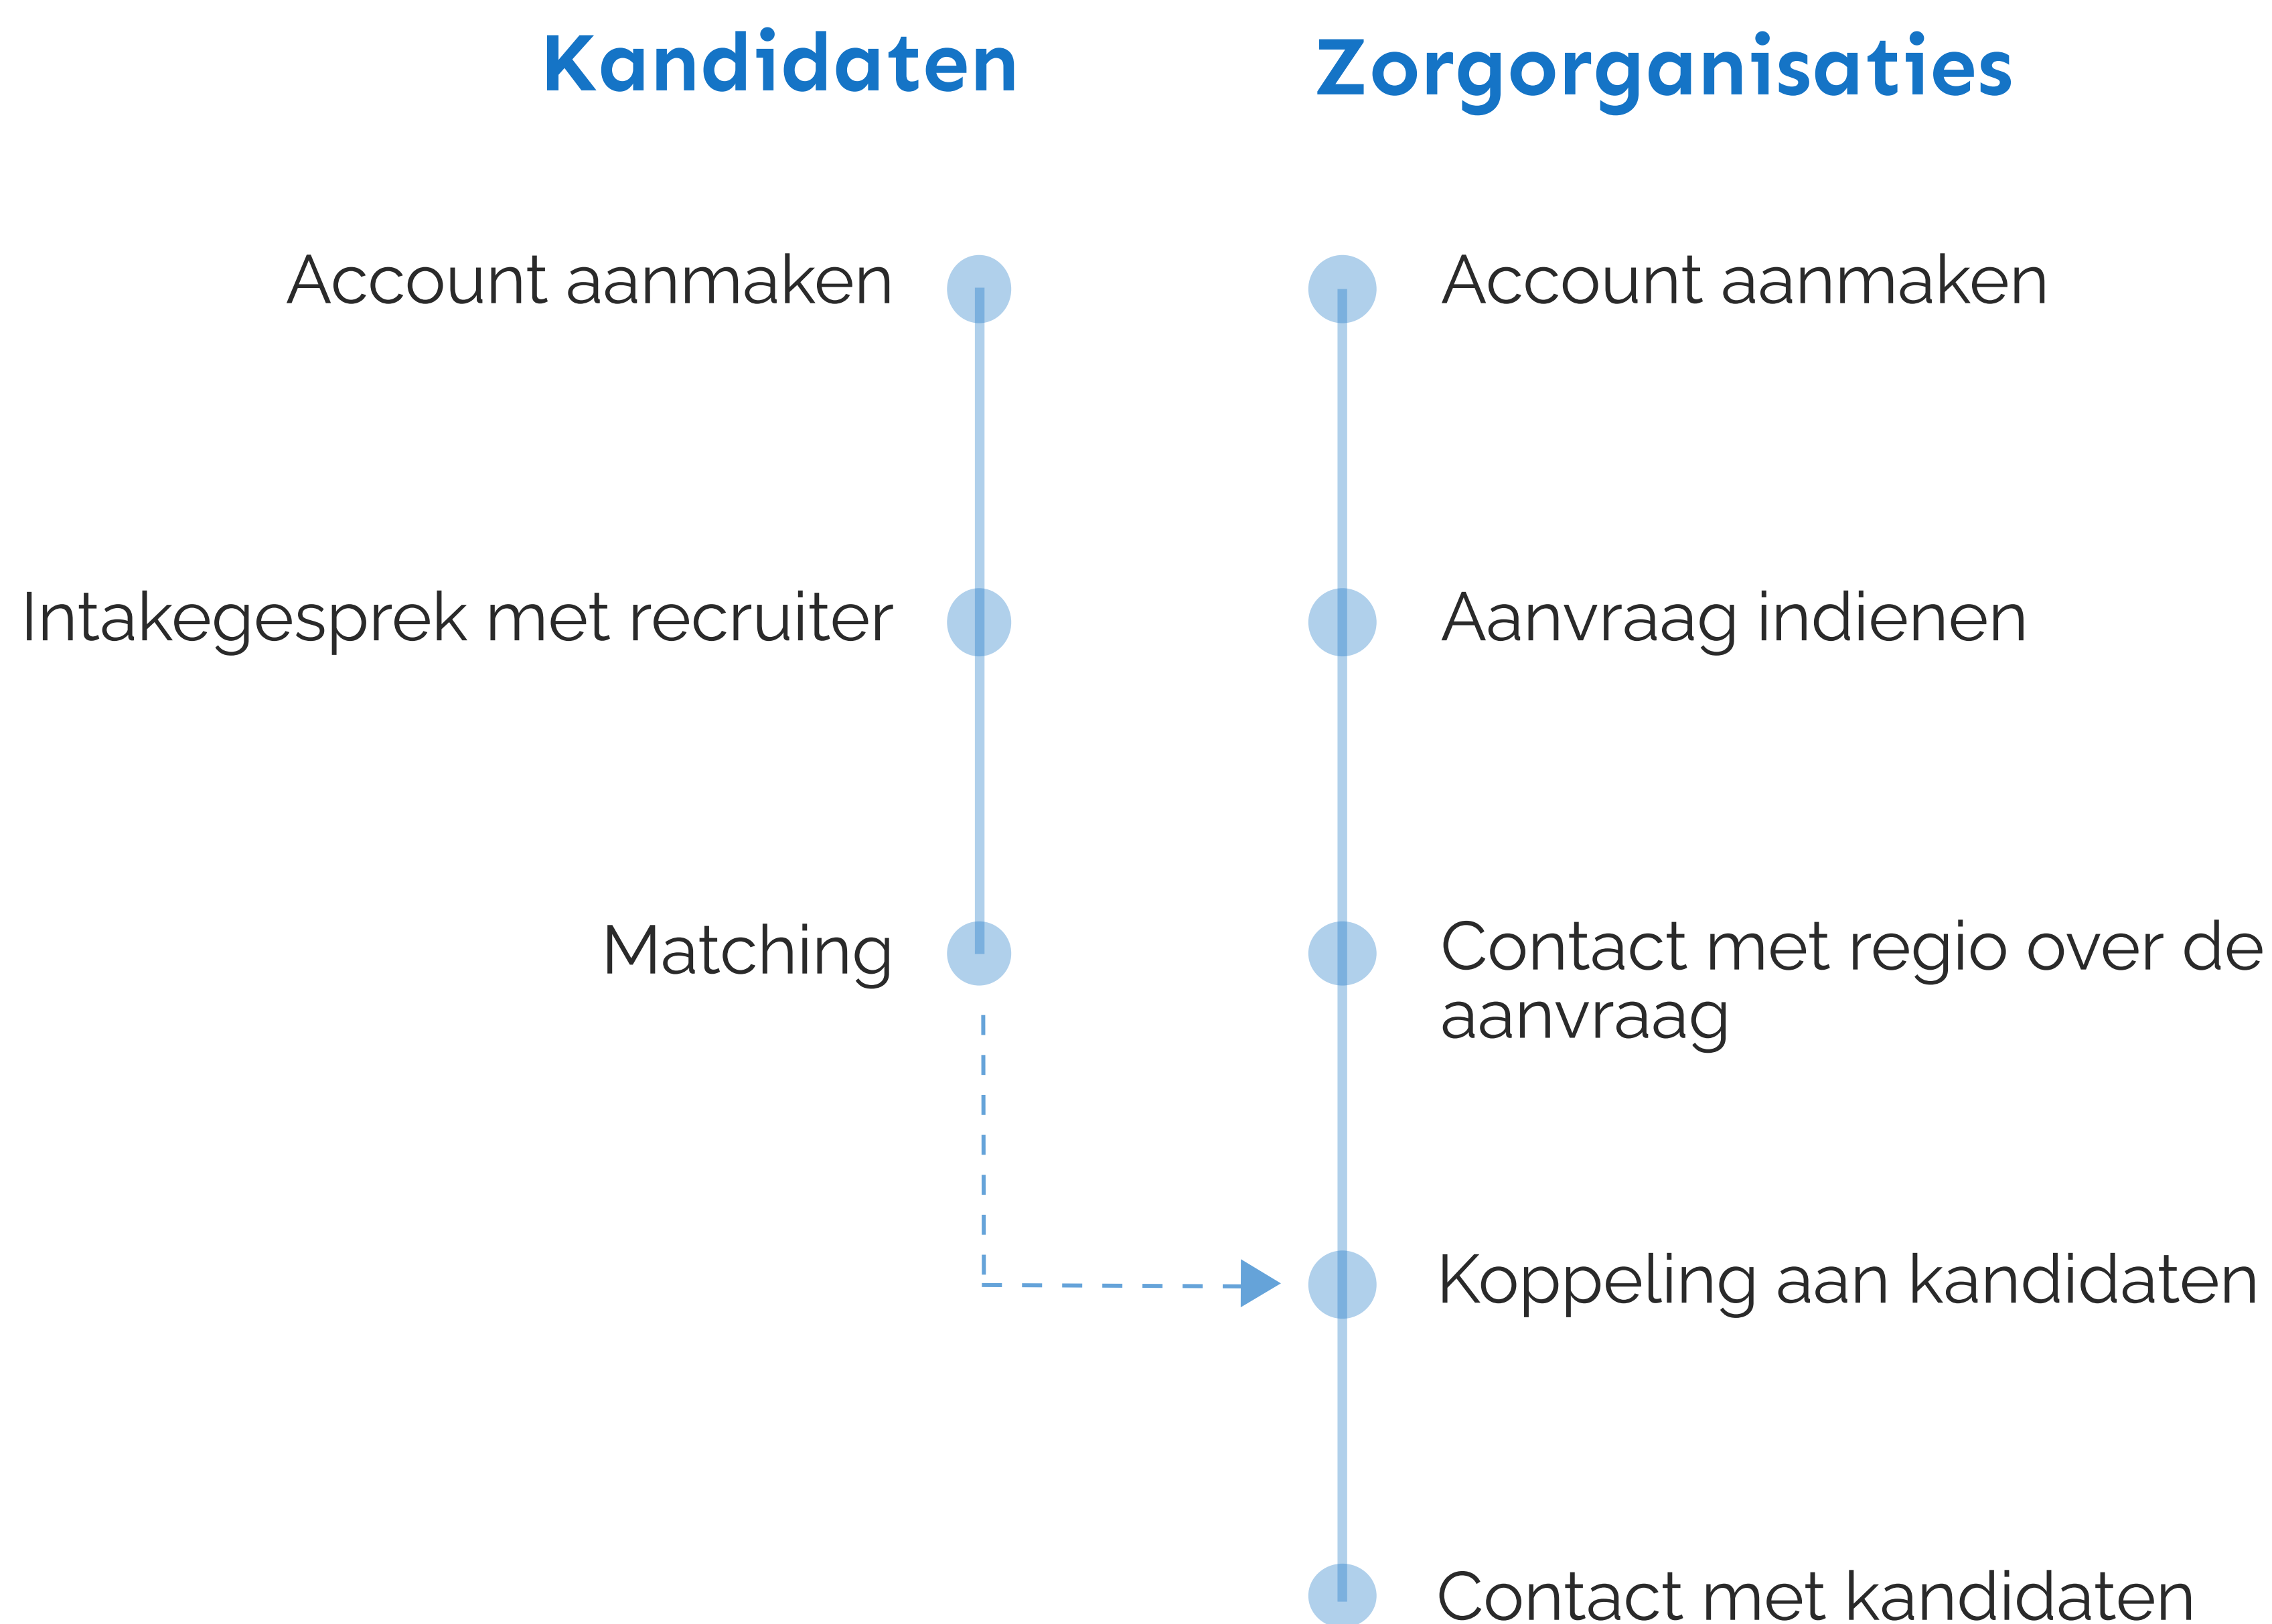 Kandidaten
Zorgorganisaties
Account aanmaken
Account aanmaken
Intakegesprek met recruiter
Aanvraag indienen
Matching
Contact met regio over de
aanvraag
Koppeling aan kandidaten
Contact met kandidaten